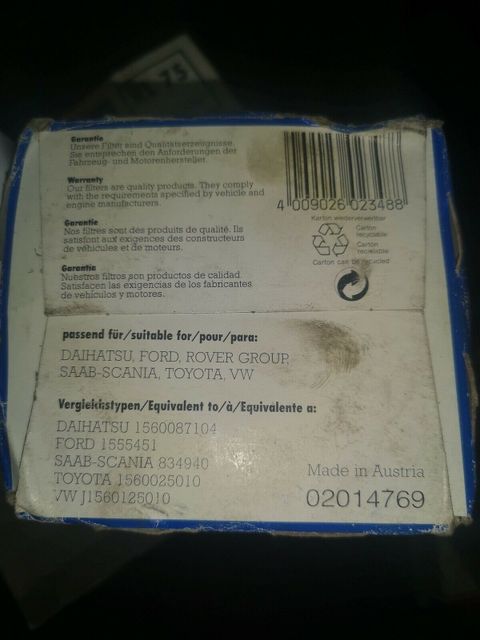 75
Garantie
Unsere Filter sind Qualitätserzeugnisse.
Sie entsprechen den Anforderungen der
Fahrzeug- und Motorenhersteller.
Warranty
Our filters are quality products. They comply
with the requirements specified by vehicle and
engine manufacturers.
Garantie
Nos filtres sont des produits de qualité. Ils
satisfont aux exigences des constructeurs
de véhicules et de moteurs.
Garantia
Nuestros filtros son productos de calidad.
Satisfacen las exigencias de los fabricantes
de vehículos y motores.
4 009026 023488
Karton wiederverwertbar
Carton
recyclable
Carton
recyclable
Carton can be recycled
passend für/suitable for/pour/para:
DAIHATSU, FORD, ROVER GROUP,
SAAB-SCANIA, TOYOTA, VW
Vergleichstypen/Equivalent to/à/Equivalente a:
DAIHATSU 1560087104
FORD 1555451
SAAB-SCANIA 834940
TOYOTA 1560025010
VW J1560125010
Made in Austria
02014769